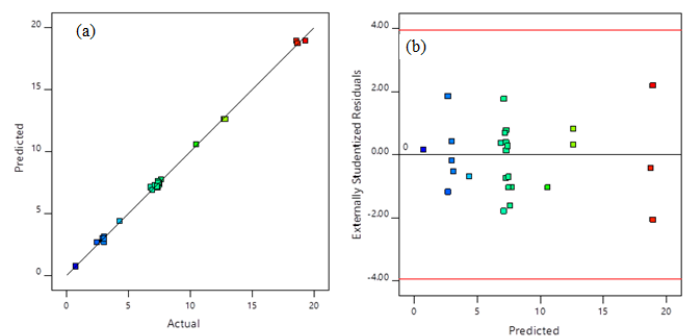 (a)
20
15
10
5
0
Predicted
0 5 10 15 20
Actual
(b)
4.00
2.00
0.00
0
-2.00
-4.00
Externally Studentized Residuals
0 5 10 15 20
Predicted